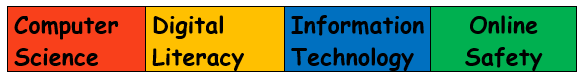 Computer
Science
Digital
Literacy
Information
Technology
Online
Safety